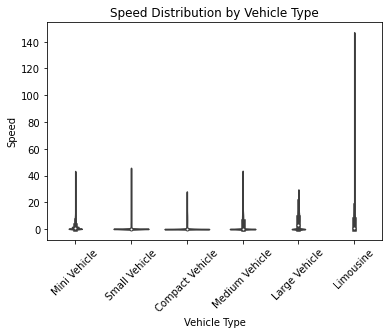 Speed Distribution by Vehicle Type
140
120
100
80
60
40
20
0
Speed
Mini Vehicle
Small Vehicle
Compact Vehicle
Medium Vehicle
Large Vehicle
Limousine
Vehicle Type